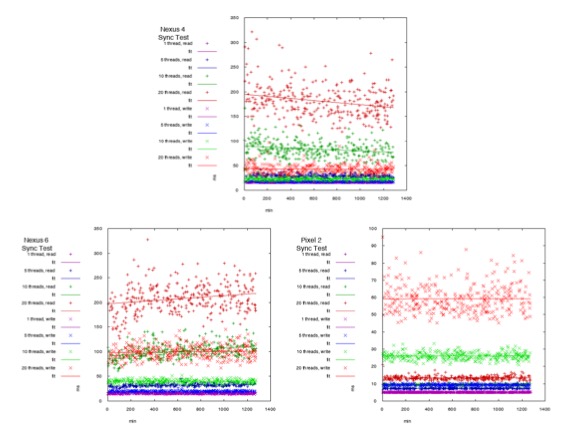 Nexus 4
Sync Test
1 thread, read
fit
5 threads, read
fit
10 threads, read
fit
20 threads, read
fit
1 thread, write
fit
5 threads, write
fit
10 threads, write
fit
20 threads, write
fit
350
300
250
200
150
100
50
0
ms
0 200 400 600 800 1000 1200 1400
min
Nexus 6
Sync Test
1 thread, read
fit
5 threads, read
fit
10 threads, read
fit
20 threads, read
fit
1 thread, write
fit
5 threads, write
fit
10 threads, write
fit
20 threads, write
fit
350
300
250
200
150
100
50
0
ms
0 200 400 600 800 1000 1200 1400
min
Pixel 2
Sync Test
1 thread, read
fit
5 threads, read
fit
10 threads, read
fit
20 threads, read
fit
1 thread, write
fit
5 threads, write
fit
10 threads, write
fit
20 threads, write
fit
100
90
80
70
60
50
40
30
20
10
0
ms
0 200 400 600 800 1000 1200 1400
min